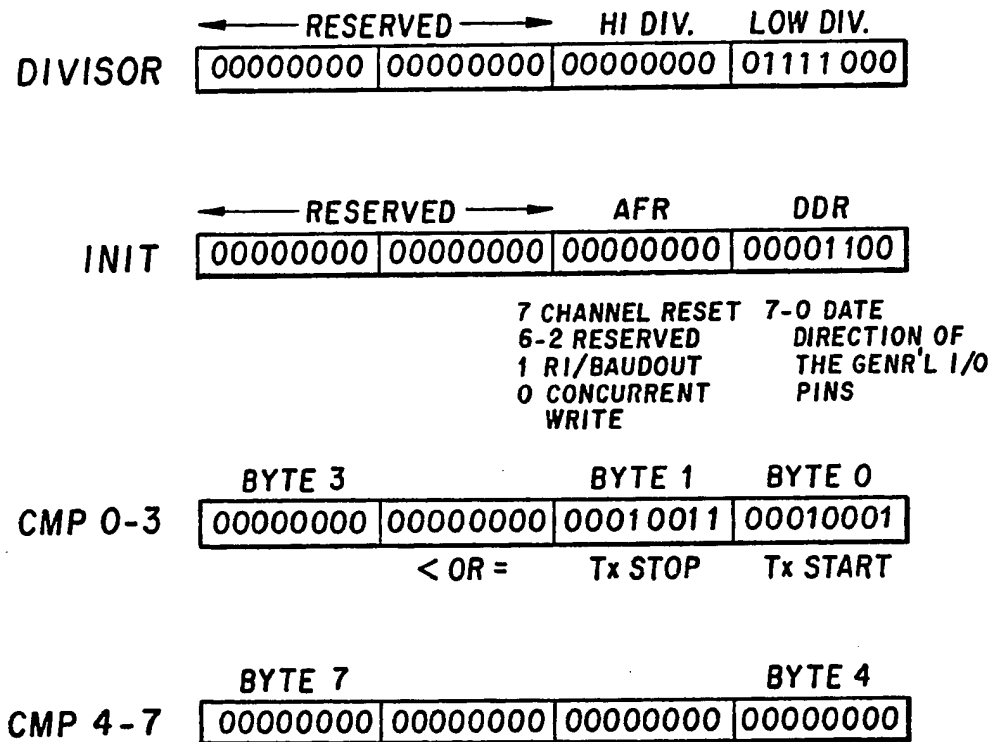 RESERVED HI DIV. LOW DIV.
DIVISOR 00000000 00000000 00000000 01111000
RESERVED AFR DDR
INIT 00000000 00000000 00000000 00001100
7 CHANNEL RESET 7-0 DATE
6-2 RESERVED DIRECTION OF
1 RI/BAUDOUT THE GENR'L I/O
0 CONCURRENT PINS
WRITE
BYTE 3 BYTE 1 BYTE 0
CMP 0-3 00000000 00000000 00010011 00010001
< OR = Tx STOP Tx START
BYTE 7 BYTE 4
CMP 4-7 00000000 00000000 00000000 00000000